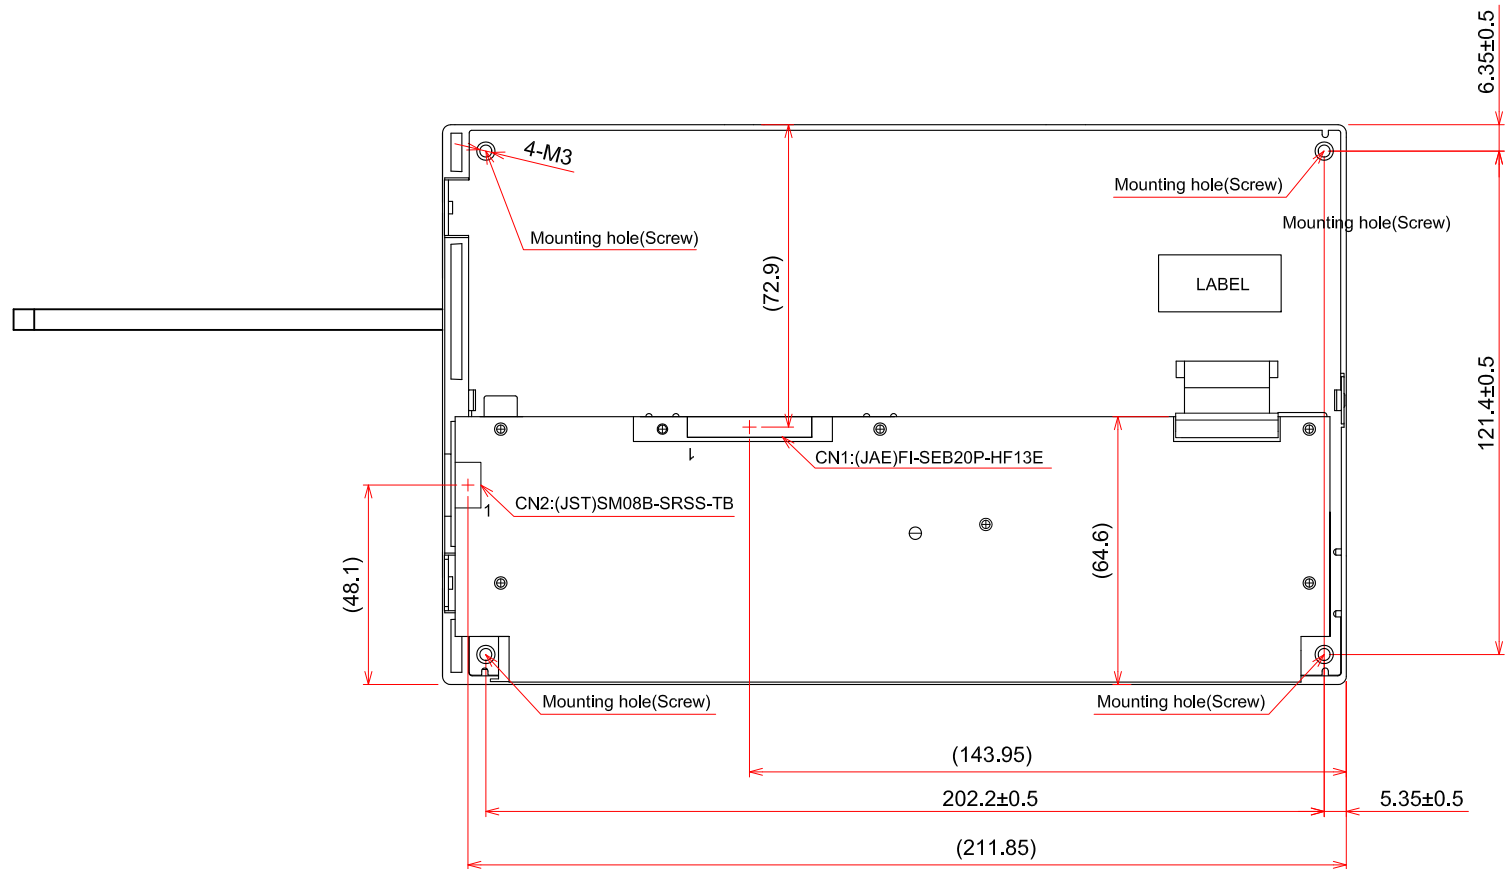 6.35±0.5
4-M3
Mounting hole(Screw)
Mounting hole(Screw)
Mounting hole(Screw)
(72.9)
LABEL
121.4±0.5
1
CN1:(JAE)FI-SEB20P-HF13E
CN2:(JST)SM08B-SRSS-TB
1
(64.6)
(48.1)
Mounting hole(Screw)
Mounting hole(Screw)
(143.95)
202.2±0.5
5.35±0.5
(211.85)